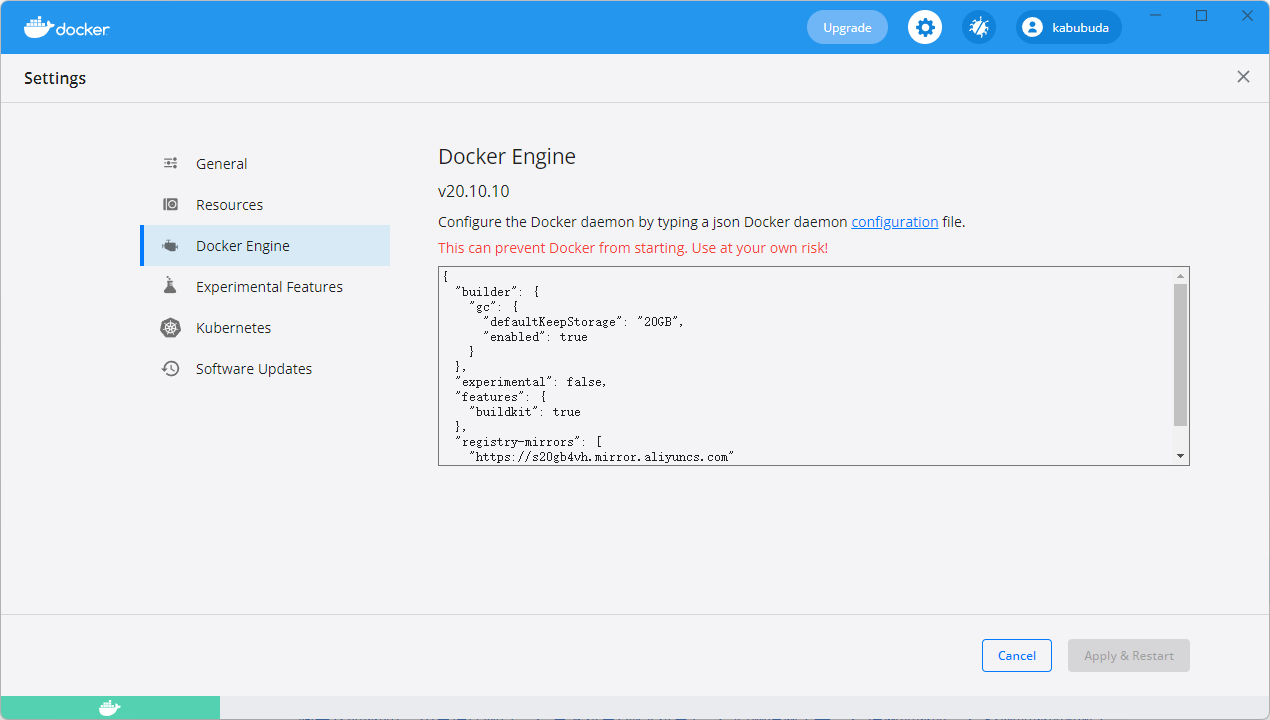 docker
Upgrade
kabubuda
Settings
General
Resources
Docker Engine
Experimental Features
Kubernetes
Software Updates
Docker Engine
v20.10.10
Configure the Docker daemon by typing a json Docker daemon configuration file.
This can prevent Docker from starting. Use at your own risk!
{
"builder": {
"gc": {
"defaultKeepStorage": "20GB",
"enabled": true
}
},
"experimental": false,
"features": {
"buildkit": true
},
"registry-mirrors": [
"https://s20gb4vh.mirror.aliyuncs.com"
Cancel
Apply & Restart